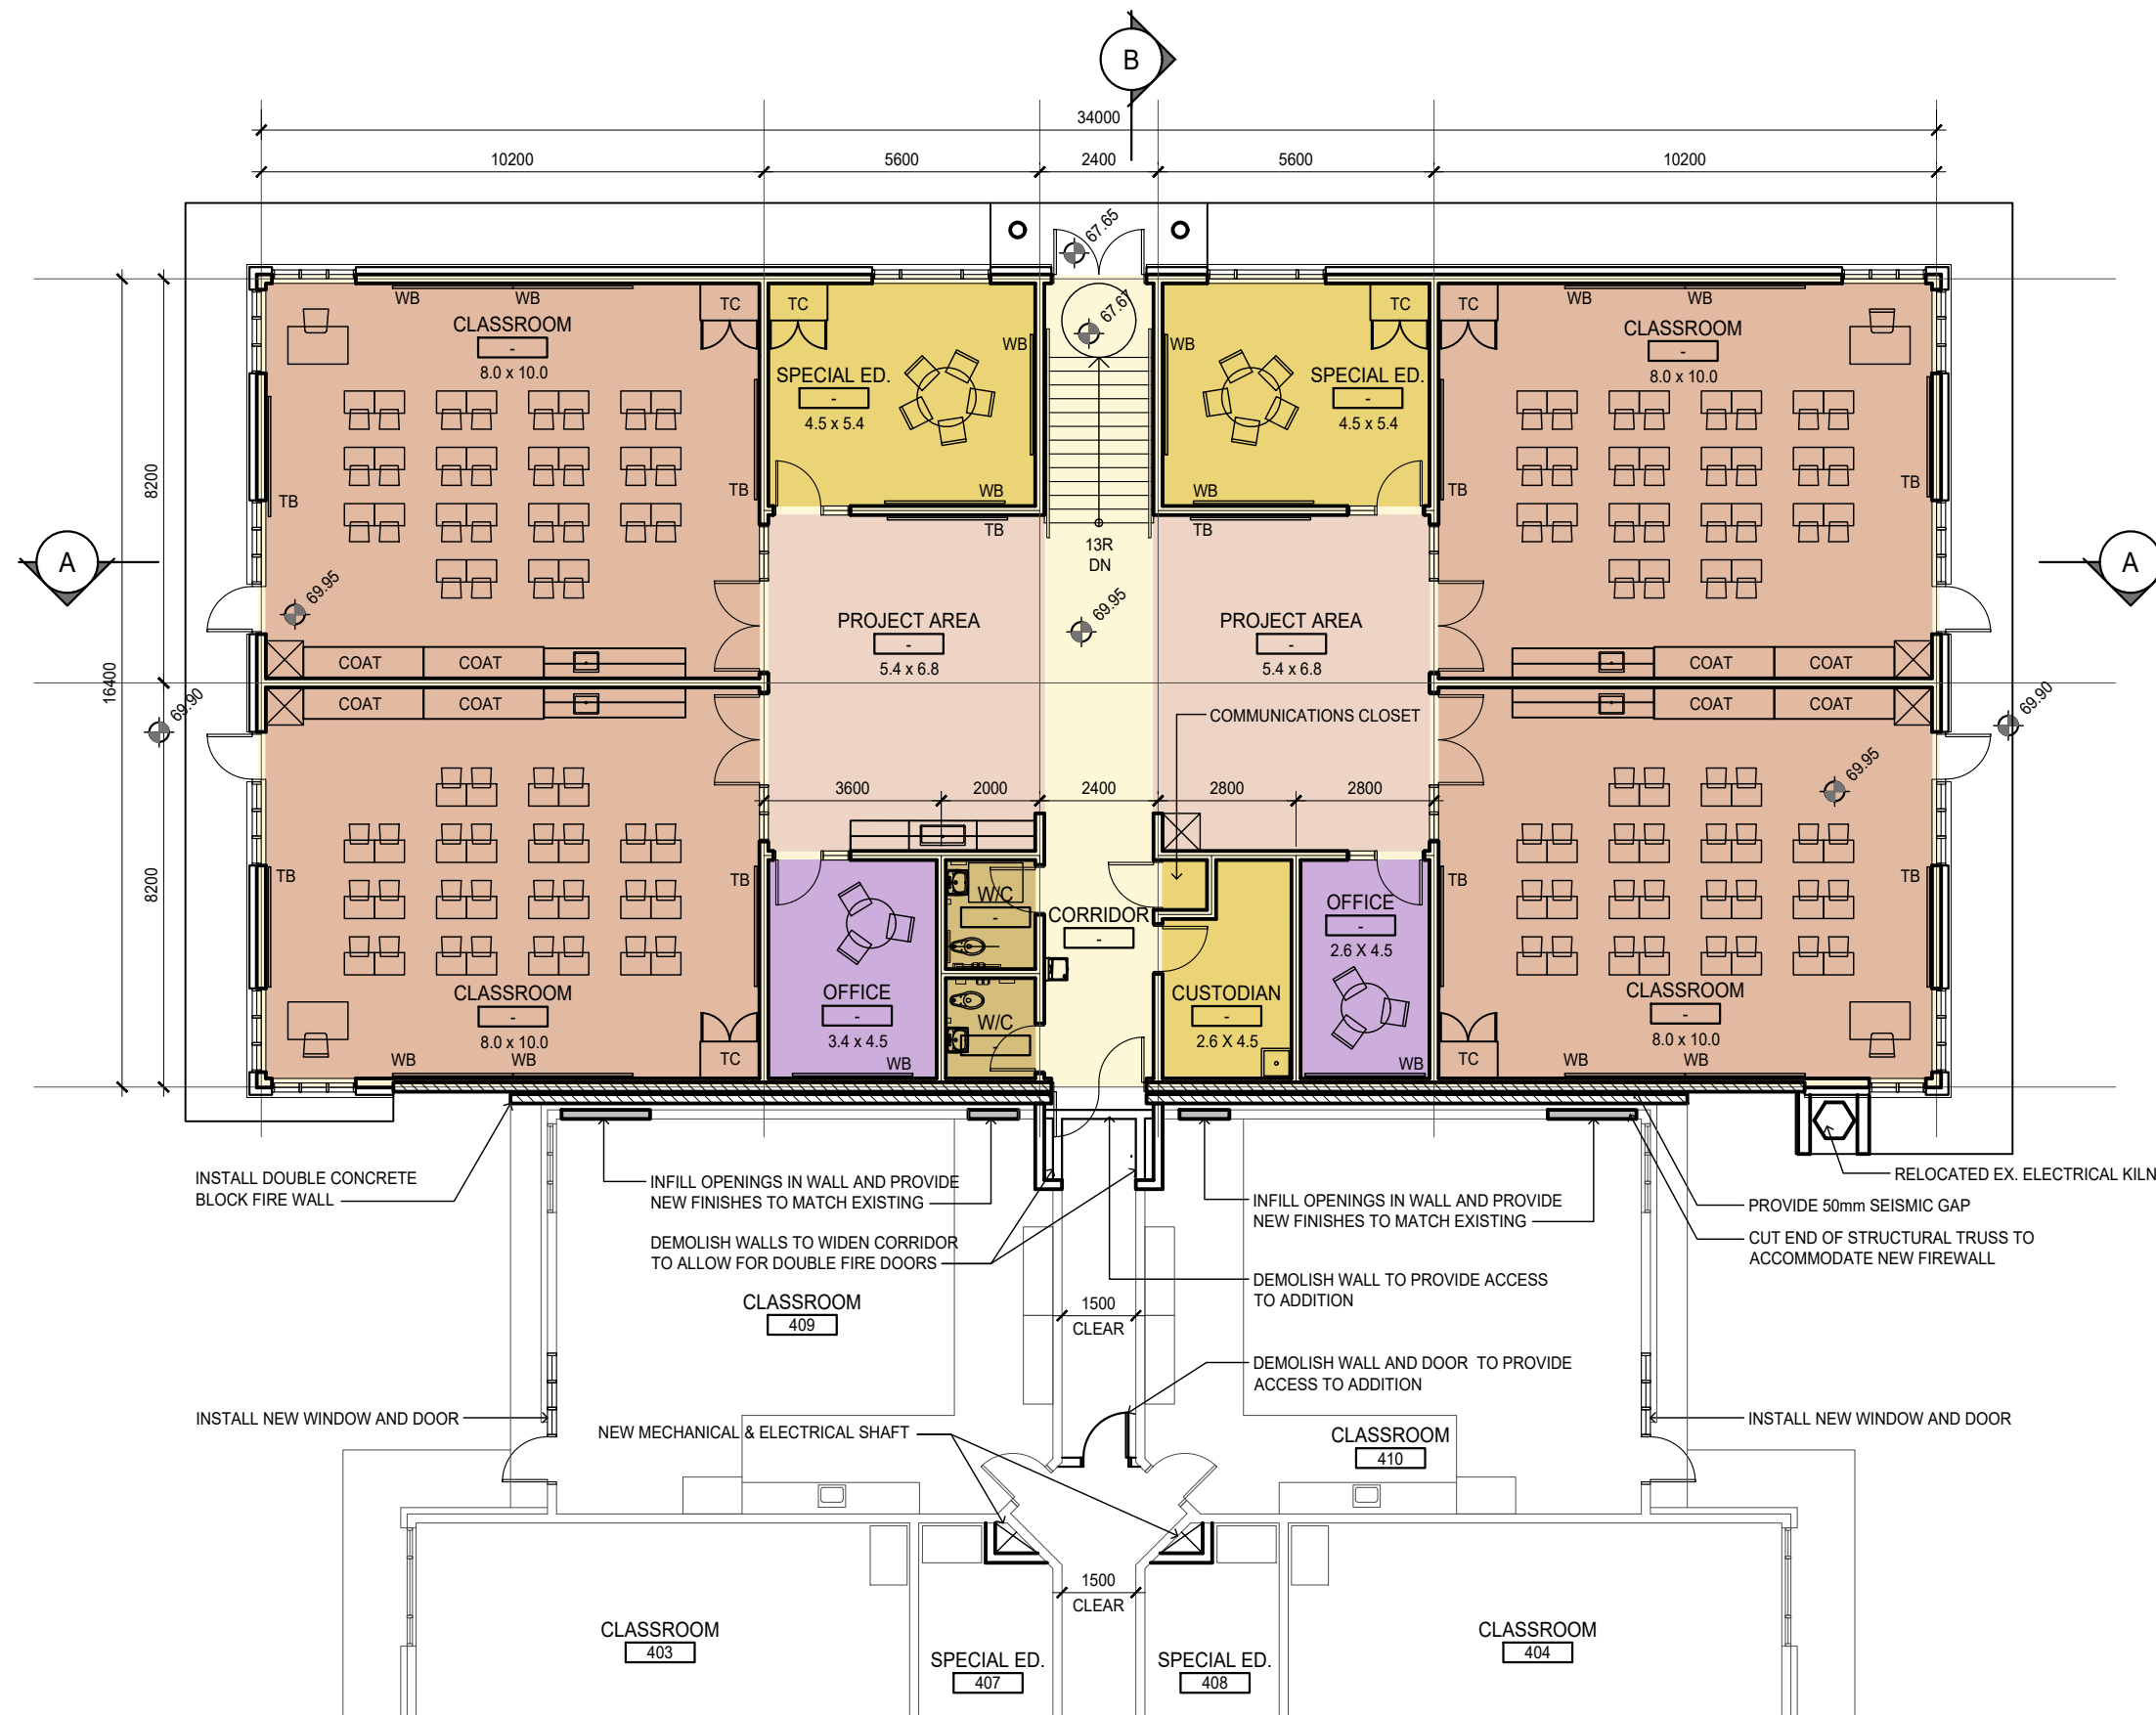 B
34000
10200
5600
2400
5600
10200
67.65
WB
WB
TC
TC
67.67
TC
TC
WB
WB
CLASSROOM
-
8.0 x 10.0
WB
WB
CLASSROOM
-
8.0 x 10.0
SPECIAL ED.
-
4.5 x 5.4
SPECIAL ED.
-
4.5 x 5.4
8200
TB
TB
WB
WB
TB
TB
TB
TB
13R
DN
A
A
69.95
69.95
PROJECT AREA
-
5.4 x 6.8
PROJECT AREA
-
5.4 x 6.8
COAT
COAT
COAT
COAT
16400
69.90
COAT
COAT
COAT
COAT
69.90
COMMUNICATIONS CLOSET
69.95
3600
2000
2400
2800
2800
8200
TB
TB
TB
TB
W/C
-
CORRIDOR
-
OFFICE
-
2.6 X 4.5
CLASSROOM
-
8.0 x 10.0
OFFICE
-
3.4 x 4.5
W/C
-
CUSTODIAN
-
2.6 X 4.5
CLASSROOM
-
8.0 x 10.0
WB
WB
TC
WB
WB
TC
WB
WB
INSTALL DOUBLE CONCRETE
BLOCK FIRE WALL
INFILL OPENINGS IN WALL AND PROVIDE
NEW FINISHES TO MATCH EXISTING
INFILL OPENINGS IN WALL AND PROVIDE
NEW FINISHES TO MATCH EXISTING
RELOCATED EX. ELECTRICAL KILN
PROVIDE 50mm SEISMIC GAP
CUT END OF STRUCTURAL TRUSS TO
ACCOMMODATE NEW FIREWALL
DEMOLISH WALLS TO WIDEN CORRIDOR
TO ALLOW FOR DOUBLE FIRE DOORS
DEMOLISH WALL TO PROVIDE ACCESS
TO ADDITION
CLASSROOM
409
1500
CLEAR
DEMOLISH WALL AND DOOR TO PROVIDE
ACCESS TO ADDITION
INSTALL NEW WINDOW AND DOOR
NEW MECHANICAL & ELECTRICAL SHAFT
CLASSROOM
410
INSTALL NEW WINDOW AND DOOR
1500
CLEAR
CLASSROOM
403
SPECIAL ED.
407
SPECIAL ED.
408
CLASSROOM
404